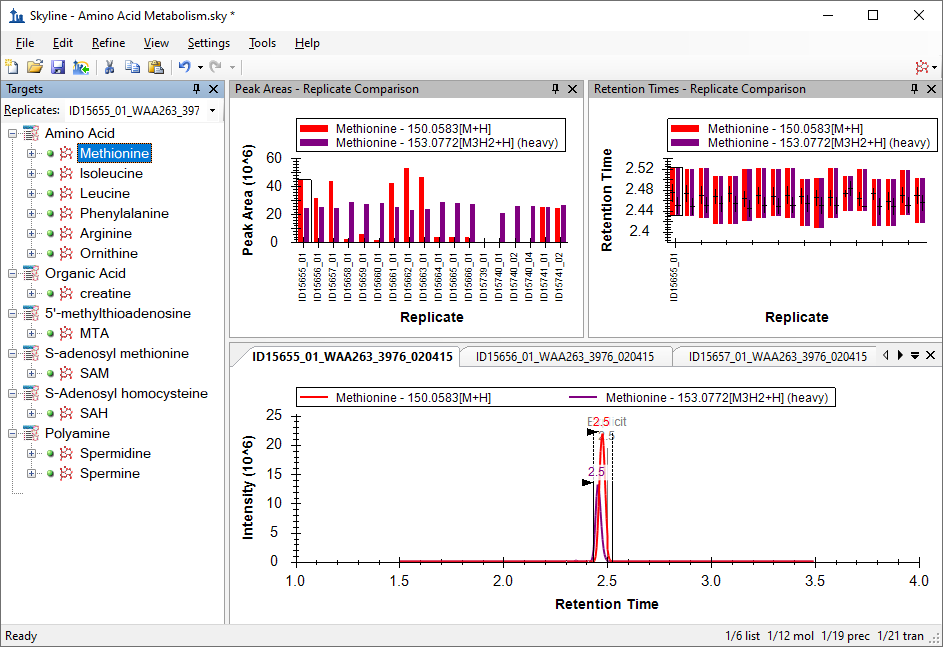 Skyline - Amino Acid Metabolism.sky *
File Edit Refine View Settings Tools Help
Targets
Replicates: ID15655_01_WAA263_397
Amino Acid
Methionine
Isoleucine
Leucine
Phenylalanine
Arginine
Ornithine
Organic Acid
creatine
5'-methylthioadenosine
MTA
S-adenosyl methionine
SAM
S-Adenosyl homocysteine
SAH
Polyamine
Spermidine
Spermine
Peak Areas - Replicate Comparison
Methionine - 150.0583[M+H]
Methionine - 153.0772[M3H2+H] (heavy)
Peak Area (10^6)
60
40
20
0
ID15655_01
ID15656_01
ID15657_01
ID15658_01
ID15659_01
ID15660_01
ID15661_01
ID15662_01
ID15663_01
ID15664_01
ID15665_01
ID15666_01
ID15739_01
ID15740_01
ID15740_02
ID15740_04
ID15741_01
ID15741_02
Replicate
Retention Times - Replicate Comparison
Methionine - 150.0583[M+H]
Methionine - 153.0772[M3H2+H] (heavy)
Retention Time
2.52
2.48
2.44
2.4
ID15655_01
Replicate
ID15655_01_WAA263_3976_020415 ID15656_01_WAA263_3976_020415 ID15657_01_WAA263_3976_020415
Methionine - 150.0583[M+H] Methionine - 153.0772[M3H2+H] (heavy)
Intensity (10^6)
25
20
15
10
5
0
2.5
2.5
2.5
1.0 1.5 2.0 2.5 3.0 3.5 4.0
Retention Time
Ready 1/6 list 1/12 mol 1/19 prec 1/21 tran